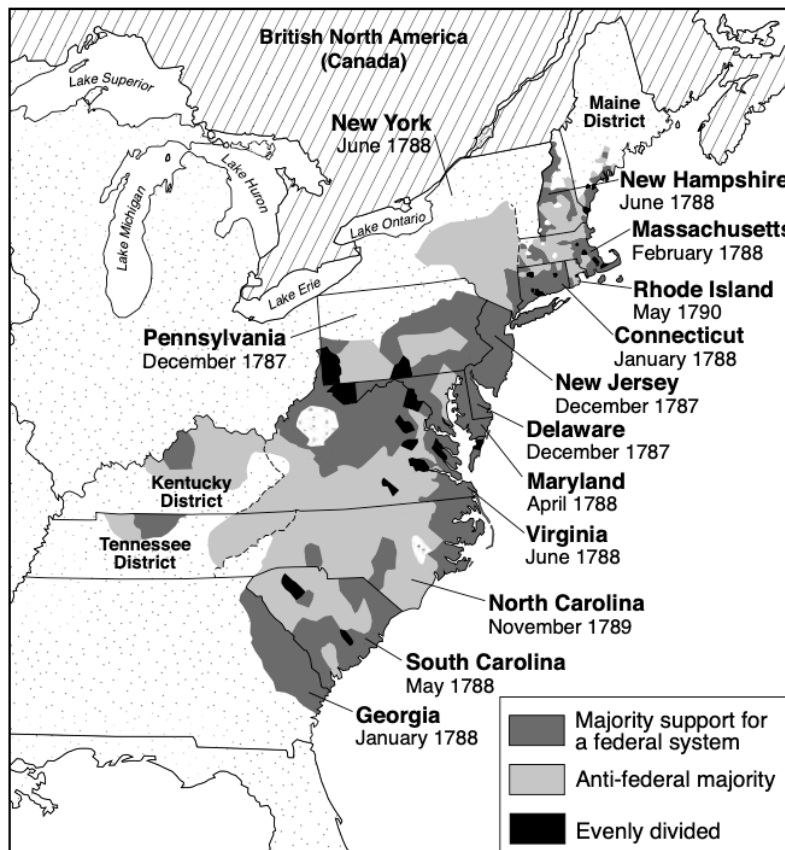 British North America
(Canada)
Lake Superior
Maine
District
New York
June 1788
Lake Michigan
Lake Huron
New Hampshire
June 1788
Lake Ontario
Massachusetts
February 1788
Lake Erie
Rhode Island
May 1790
Pennsylvania
December 1787
Connecticut
January 1788
New Jersey
December 1787
Delaware
December 1787
Kentucky
District
Maryland
April 1788
Tennessee
District
Virginia
June 1788
North Carolina
November 1789
South Carolina
May 1788
Georgia
January 1788
Majority support for
a federal system
Anti-federal majority
Evenly divided